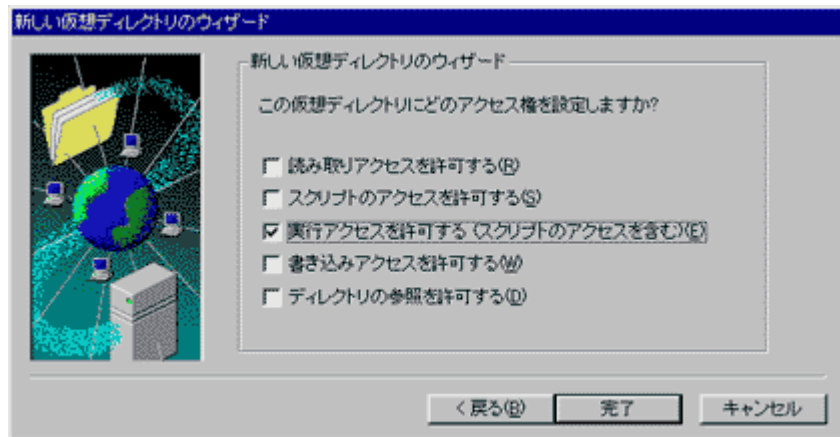 新しい仮想ディレクトリのウィザード
新しい仮想ディレクトリのウィザード
この仮想ディレクトリにどのアクセス権を設定しますか?
読み取りアクセスを許可する(R)
スクリプトのアクセスを許可する(S)
実行アクセスを許可する (スクリプトのアクセスを含む)(E)
書き込みアクセスを許可する(W)
ディレクトリの参照を許可する(D)
< 戻る(B) 完了 キャンセル